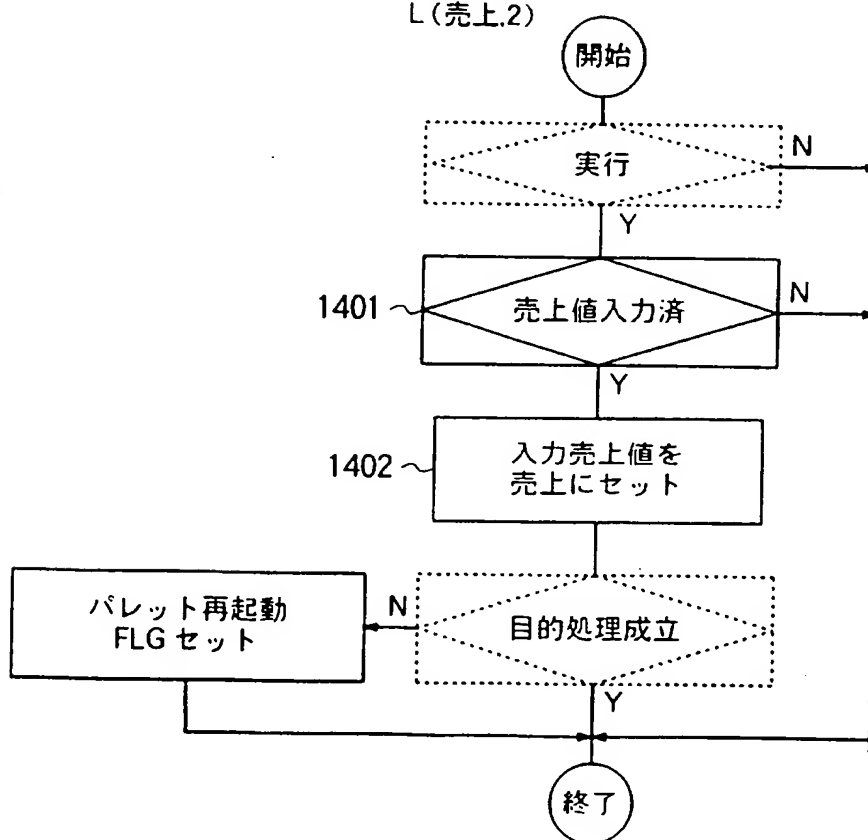 L(売上,2)
開始
実行
N
Y
1401
売上値入力済
N
Y
1402
入力売上値を
売上にセット
パレット再起動
FLG セット
N
目的処理成立
Y
終了